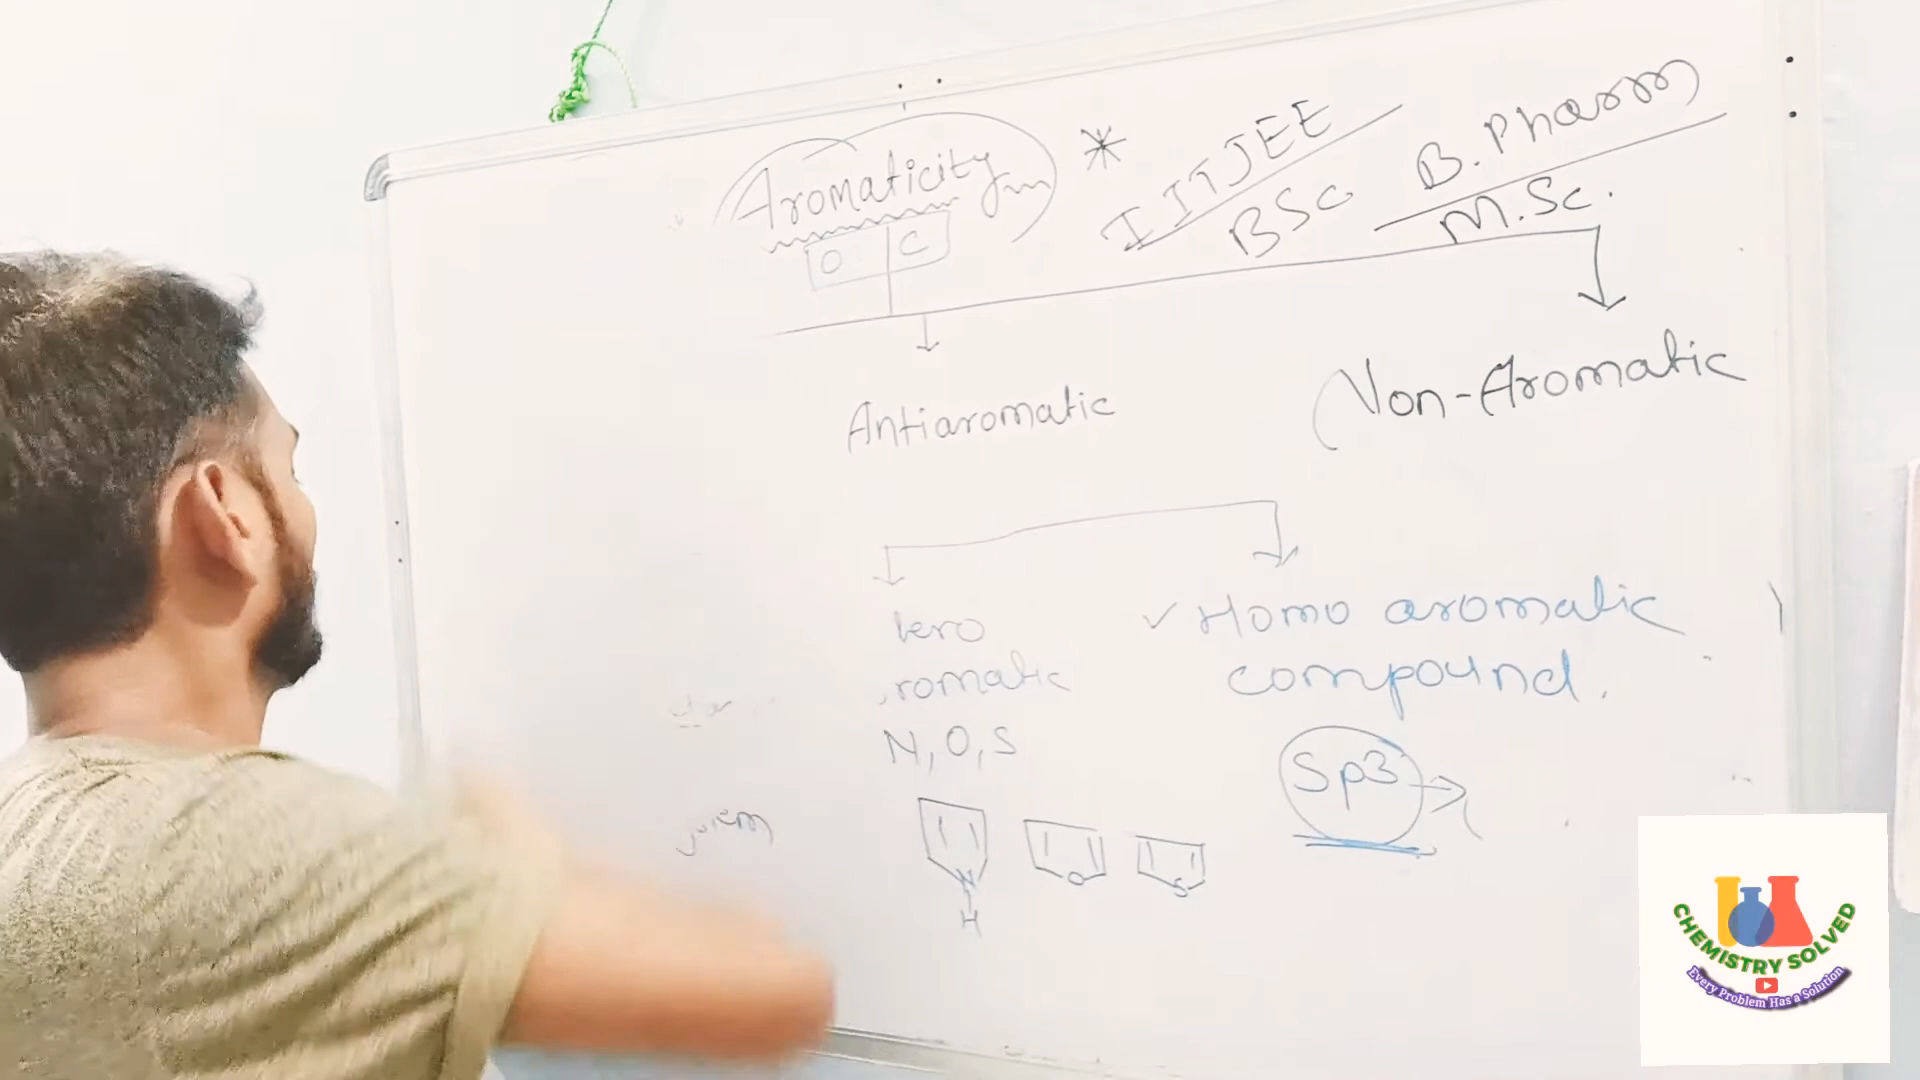 Aromaticity *
IITJEE
B.Pharm
BSc
M.Sc.
O C
Antiaromatic
Non-Aromatic
tero
romatic
N, O, S
N
H
O
S
✓ Homo aromatic
compound.
Sp3
CHEMISTRY SOLVED
Every Problem Has a Solution